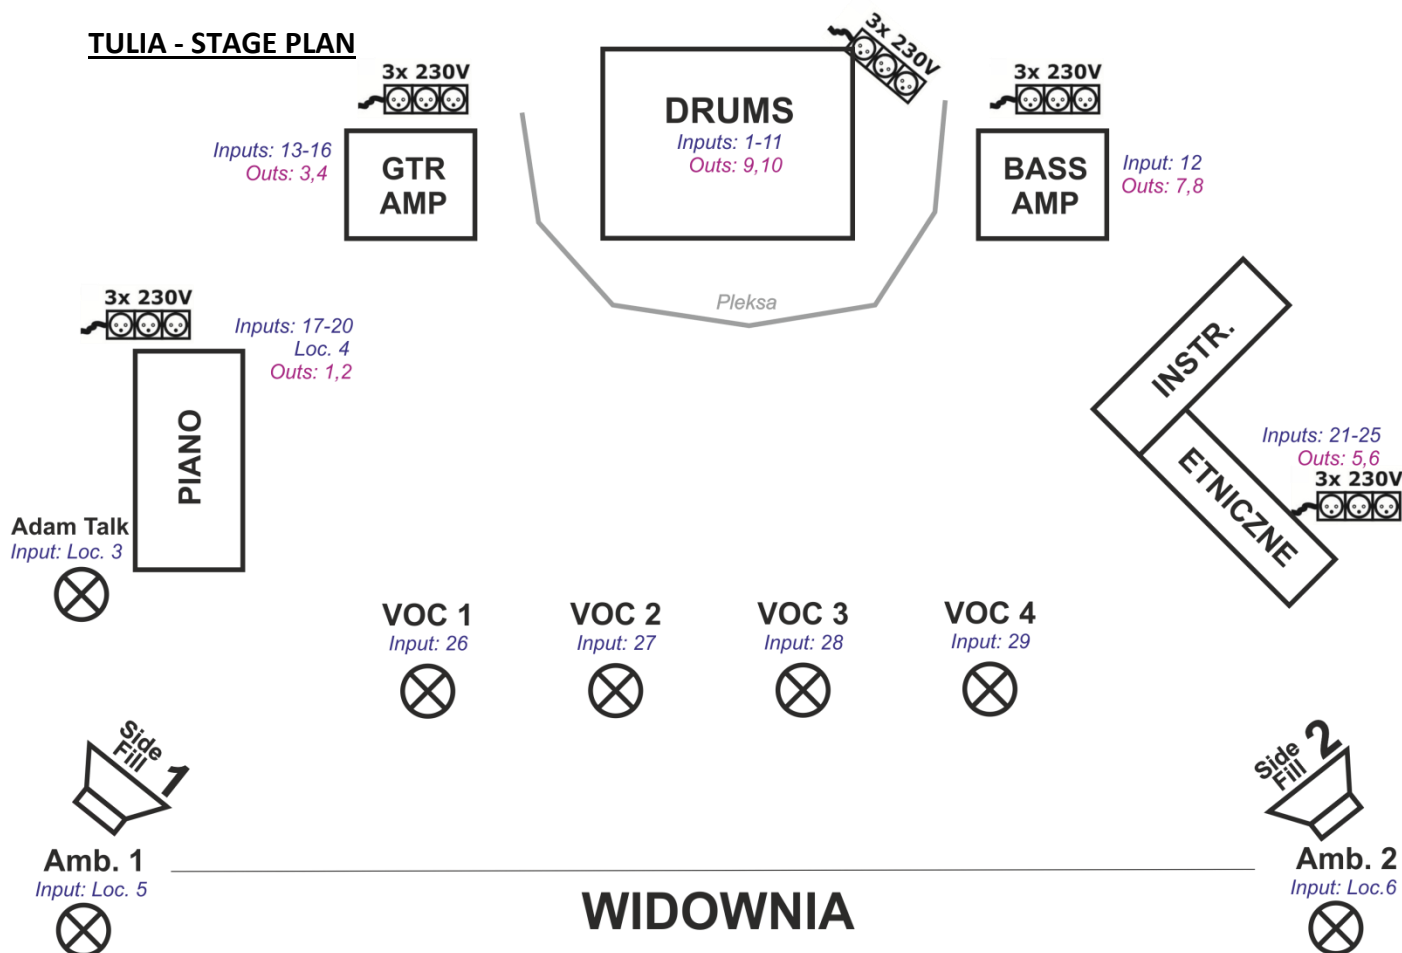 TULIA - STAGE PLAN
3x 230V
3x 230V
3x 230V
DRUMS
Inputs: 1-11
Outs: 9,10
Inputs: 13-16
Outs: 3,4
GTR
AMP
BASS
AMP
Input: 12
Outs: 7,8
Pleksa
3x 230V
Inputs: 17-20
Loc. 4
Outs: 1,2
PIANO
INSTR.
ETNICZNE
Inputs: 21-25
Outs: 5,6
3x 230V
Adam Talk
Input: Loc. 3
VOC 1
Input: 26
VOC 2
Input: 27
VOC 3
Input: 28
VOC 4
Input: 29
Side
Fill
1
Side
Fill
2
Amb. 1
Input: Loc. 5
Amb. 2
Input: Loc.6
WIDOWNIA